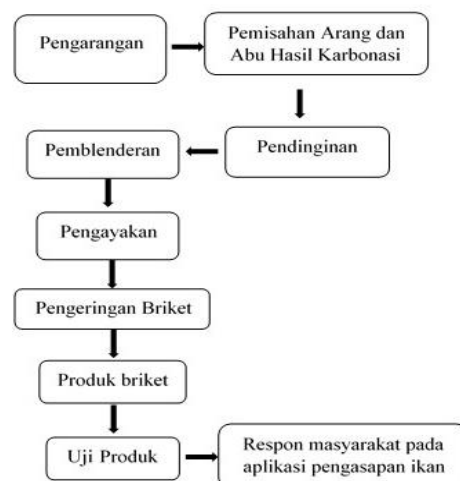 Pengarangan
Pemisahan Arang dan
Abu Hasil Karbonasi
Pendinginan
Pemblenderan
Pengayakan
Pengeringan Briket
Produk briket
Uji Produk
Respon masyarakat pada
aplikasi pengasapan ikan